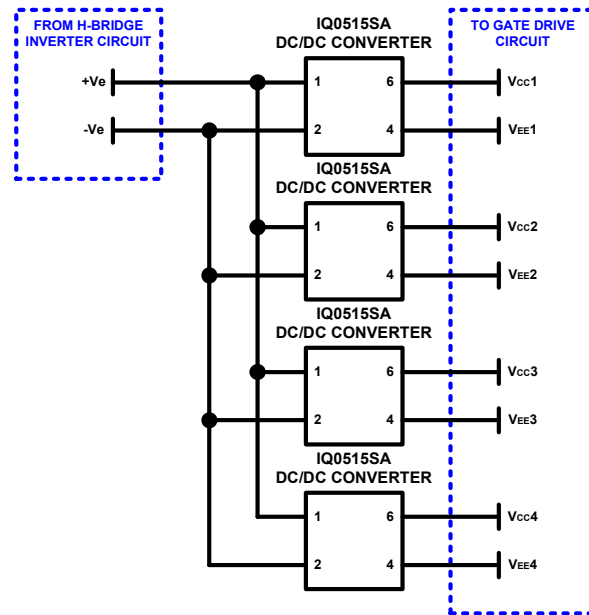 FROM H-BRIDGE
INVERTER CIRCUIT
+Ve
-Ve
IQ0515SA
DC/DC CONVERTER
1
6
2
4
IQ0515SA
DC/DC CONVERTER
1
6
2
4
IQ0515SA
DC/DC CONVERTER
1
6
2
4
IQ0515SA
DC/DC CONVERTER
1
6
2
4
TO GATE DRIVE
CIRCUIT
VCC1
VEE1
VCC2
VEE2
VCC3
VEE3
VCC4
VEE4